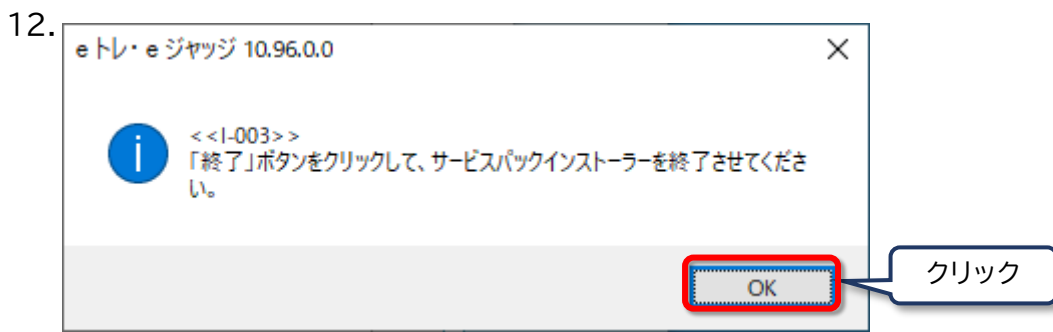 12.
e トレ・e ジャッジ 10.96.0.0
<<I-003>>
「終了」ボタンをクリックして、サービスパックインストーラーを終了させてくださ
い。
OK
クリック